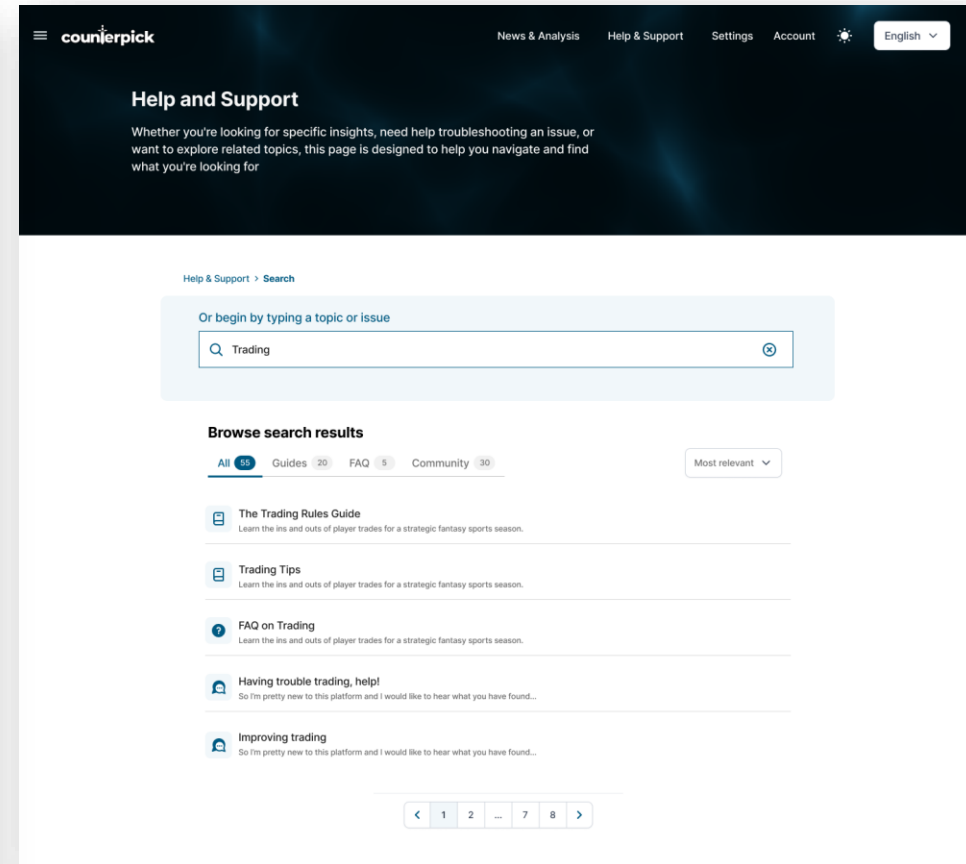 counterpick
News & Analysis
Help & Support
Settings
Account
English
Help and Support
Whether you're looking for specific insights, need help troubleshooting an issue, or
want to explore related topics, this page is designed to help you navigate and find
what you're looking for
Help & Support > Search
Or begin by typing a topic or issue
Trading
Browse search results
All 55
Guides 20
FAQ 5
Community 30
Most relevant
The Trading Rules Guide
Learn the ins and outs of player trades for a strategic fantasy sports season.
Trading Tips
Learn the ins and outs of player trades for a strategic fantasy sports season.
FAQ on Trading
Learn the ins and outs of player trades for a strategic fantasy sports season.
Having trouble trading, help!
So I'm pretty new to this platform and I would like to hear what you have found...
Improving trading
So I'm pretty new to this platform and I would like to hear what you have found...
1 2 ... 7 8